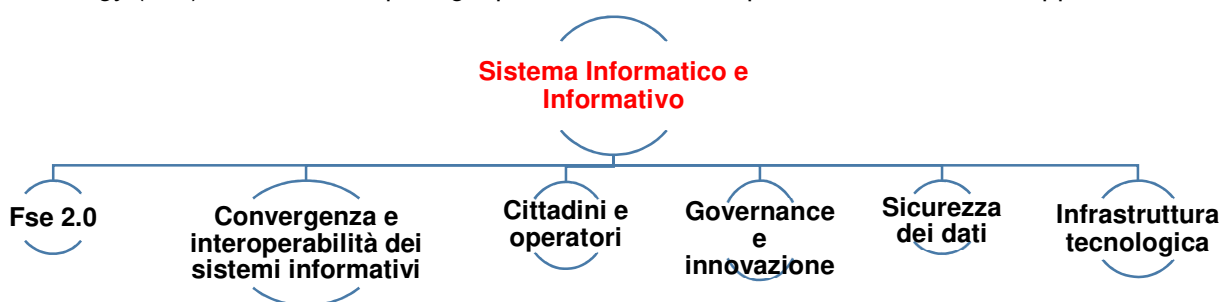 Sistema Informatico e
Informativo
Fse 2.0
Convergenza e
interoperabilità dei
sistemi informativi
Cittadini e
operatori
Governance
e
innovazione
Sicurezza
dei dati
Infrastruttura
tecnologica